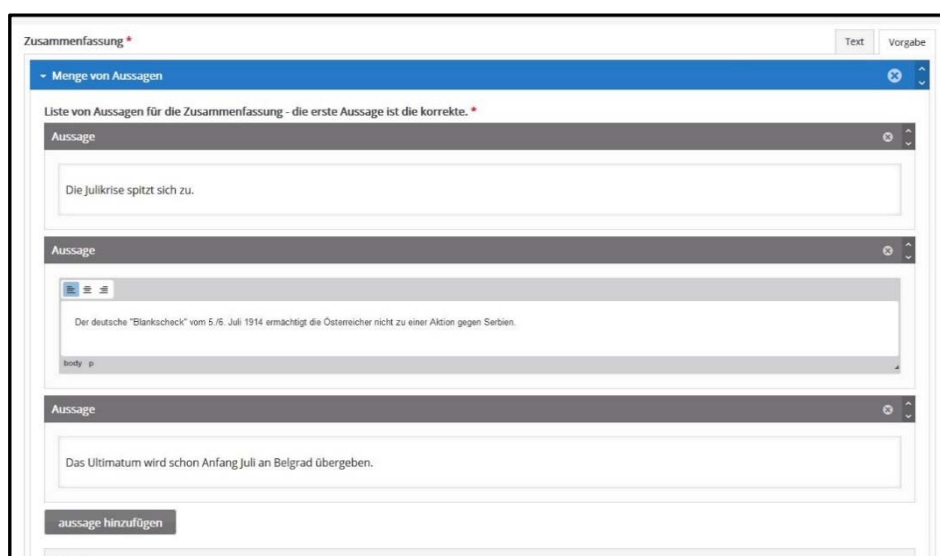 Zusammenfassung *
Text
Vorgabe
Menge von Aussagen
Liste von Aussagen für die Zusammenfassung - die erste Aussage ist die korrekte. *
Aussage
Die Julikrise spitzt sich zu.
Aussage
Der deutsche "Blankscheck" vom 5./6. Juli 1914 ermächtigt die Österreicher nicht zu einer Aktion gegen Serbien.
body p
Aussage
Das Ultimatum wird schon Anfang Juli an Belgrad übergeben.
aussage hinzufügen